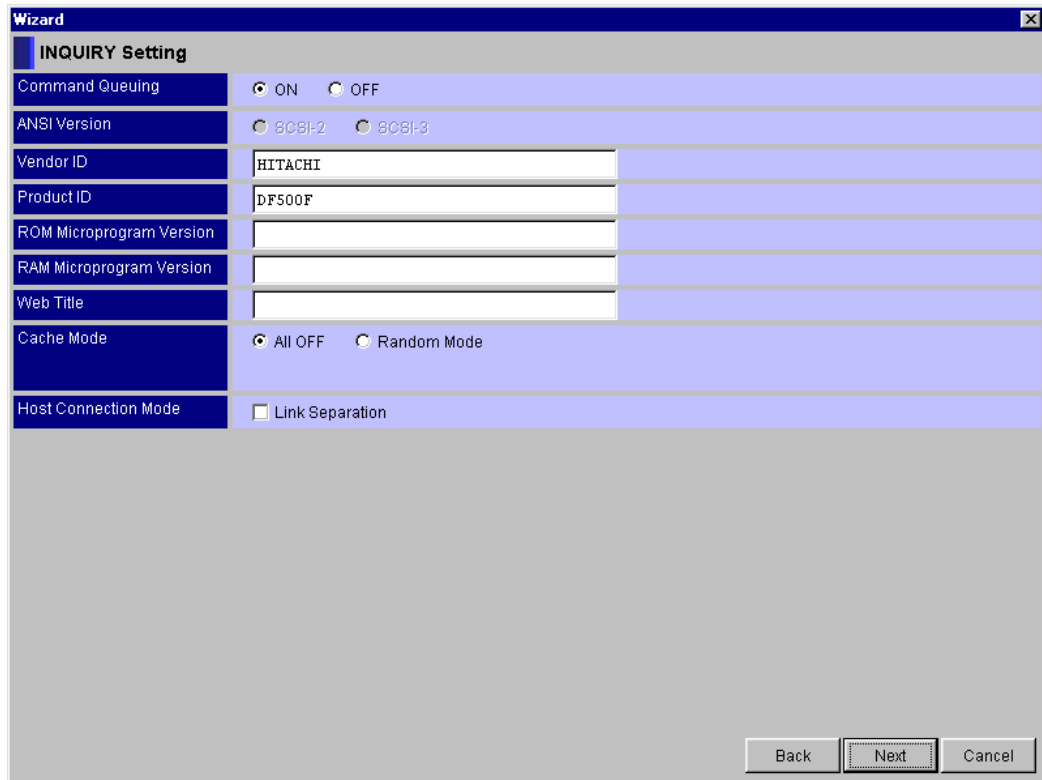 Wizard
INQUIRY Setting
Command Queuing ON OFF
ANSI Version SCSI-2 SCSI-3
Vendor ID HITACHI
Product ID DF500F
ROM Microprogram Version
RAM Microprogram Version
Web Title
Cache Mode All OFF Random Mode
Host Connection Mode Link Separation
Back Next Cancel